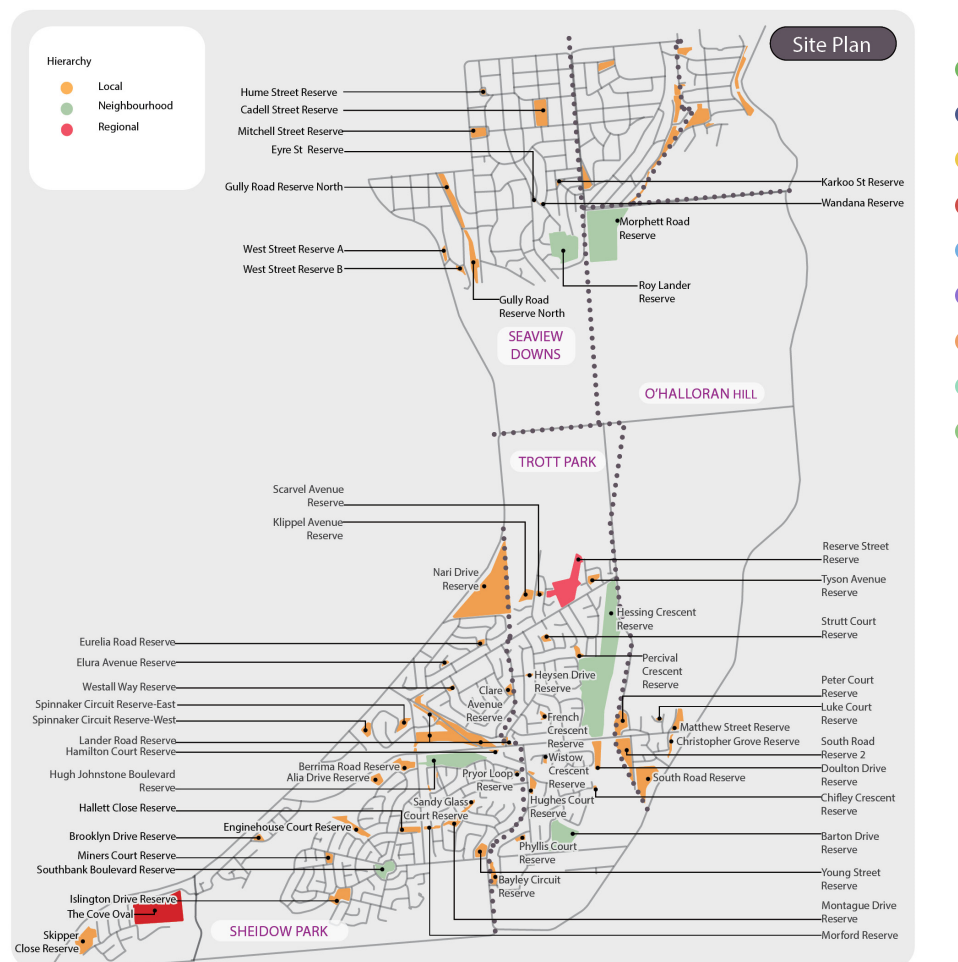 Site Plan
Hierarchy
Local
Neighbourhood
Regional
Hume Street Reserve
Cadell Street Reserve
Mitchell Street Reserve
Eyre St Reserve
Gully Road Reserve North
West Street Reserve A
West Street Reserve B
Karkoo St Reserve
Wandana Reserve
Morphett Road
Reserve
Roy Lander
Reserve
Gully Road
Reserve North
SEAVIEW
DOWNS
O'HALLORAN HILL
TROTT PARK
Scarvel Avenue
Reserve
Klippel Avenue
Reserve
Nari Drive
Reserve
Reserve Street
Reserve
Tyson Avenue
Reserve
Hessing Crescent
Reserve
Strutt Court
Reserve
Eurelia Road Reserve
Elura Avenue Reserve
Westall Way Reserve
Spinnaker Circuit Reserve-East
Spinnaker Circuit Reserve-West
Lander Road Reserve
Hamilton Court Reserve
Percival
Crescent
Reserve
Heysen Drive
Reserve
Clare
Avenue
Reserve
French
Crescent
Reserve
Peter Court
Reserve
Luke Court
Reserve
Matthew Street Reserve
Christopher Grove Reserve
South Road
Reserve 2
Doulton Drive
Reserve
South Road Reserve
Chifley Crescent
Reserve
Berrima Road Reserve
Alia Drive Reserve
Hugh Johnstone Boulevard
Reserve
Pryor Loop
Reserve
Wistow
Crescent
Reserve
Hughes Court
Reserve
Sandy Glass
Court Reserve
Hallett Close Reserve
Enginehouse Court Reserve
Brooklyn Drive Reserve
Miners Court Reserve
Southbank Boulevard Reserve
Phyllis Court
Reserve
Barton Drive
Reserve
Bayley Circuit
Reserve
Young Street
Reserve
Islington Drive Reserve
The Cove Oval
Skipper
Close Reserve
SHEIDOW PARK
Montague Drive
Reserve
Morford Reserve